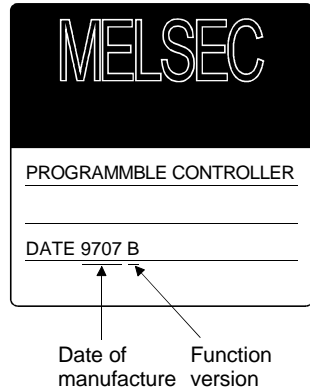 MELSEC
PROGRAMMBLE CONTROLLER
DATE 9707 B
Date of Function
manufacture version